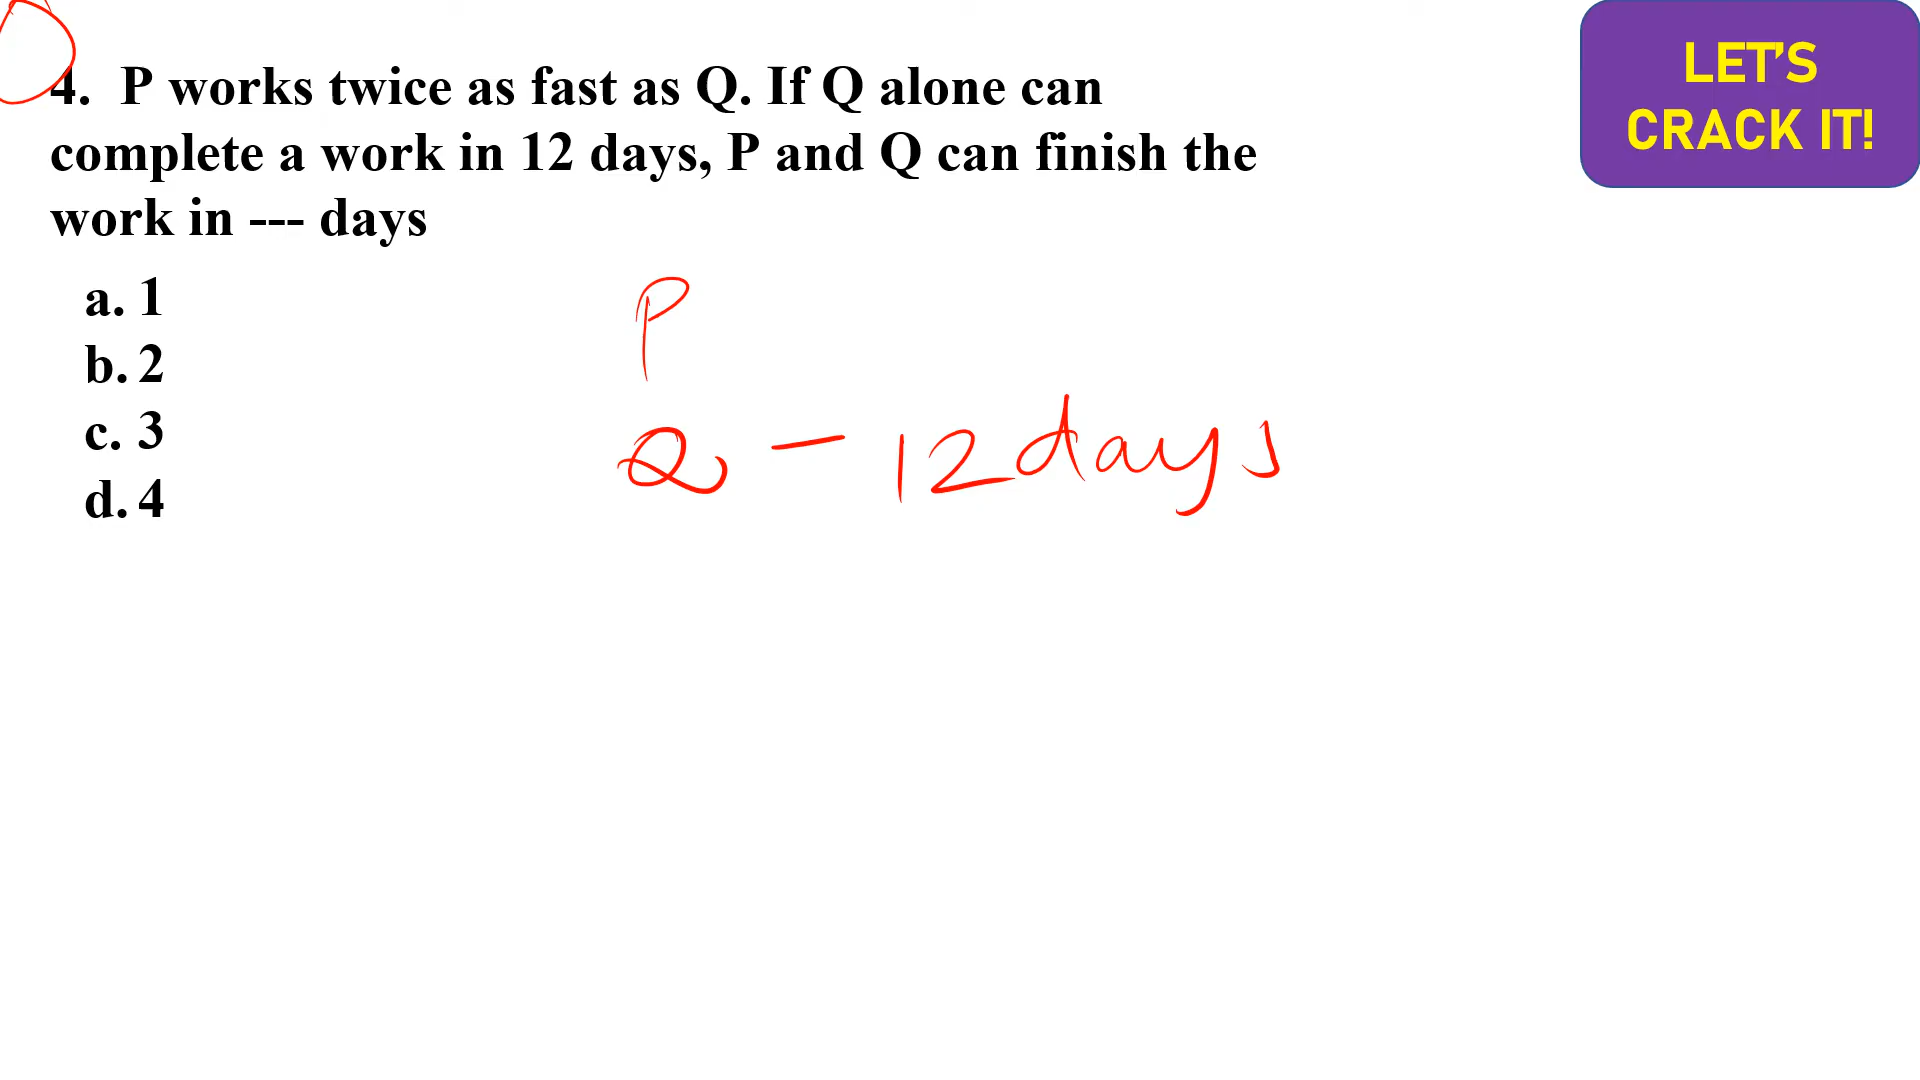 4. P works twice as fast as Q. If Q alone can
complete a work in 12 days, P and Q can finish the
work in --- days
a. 1
b. 2
c. 3
d. 4
P
Q - 12 days
LET'S
CRACK IT!